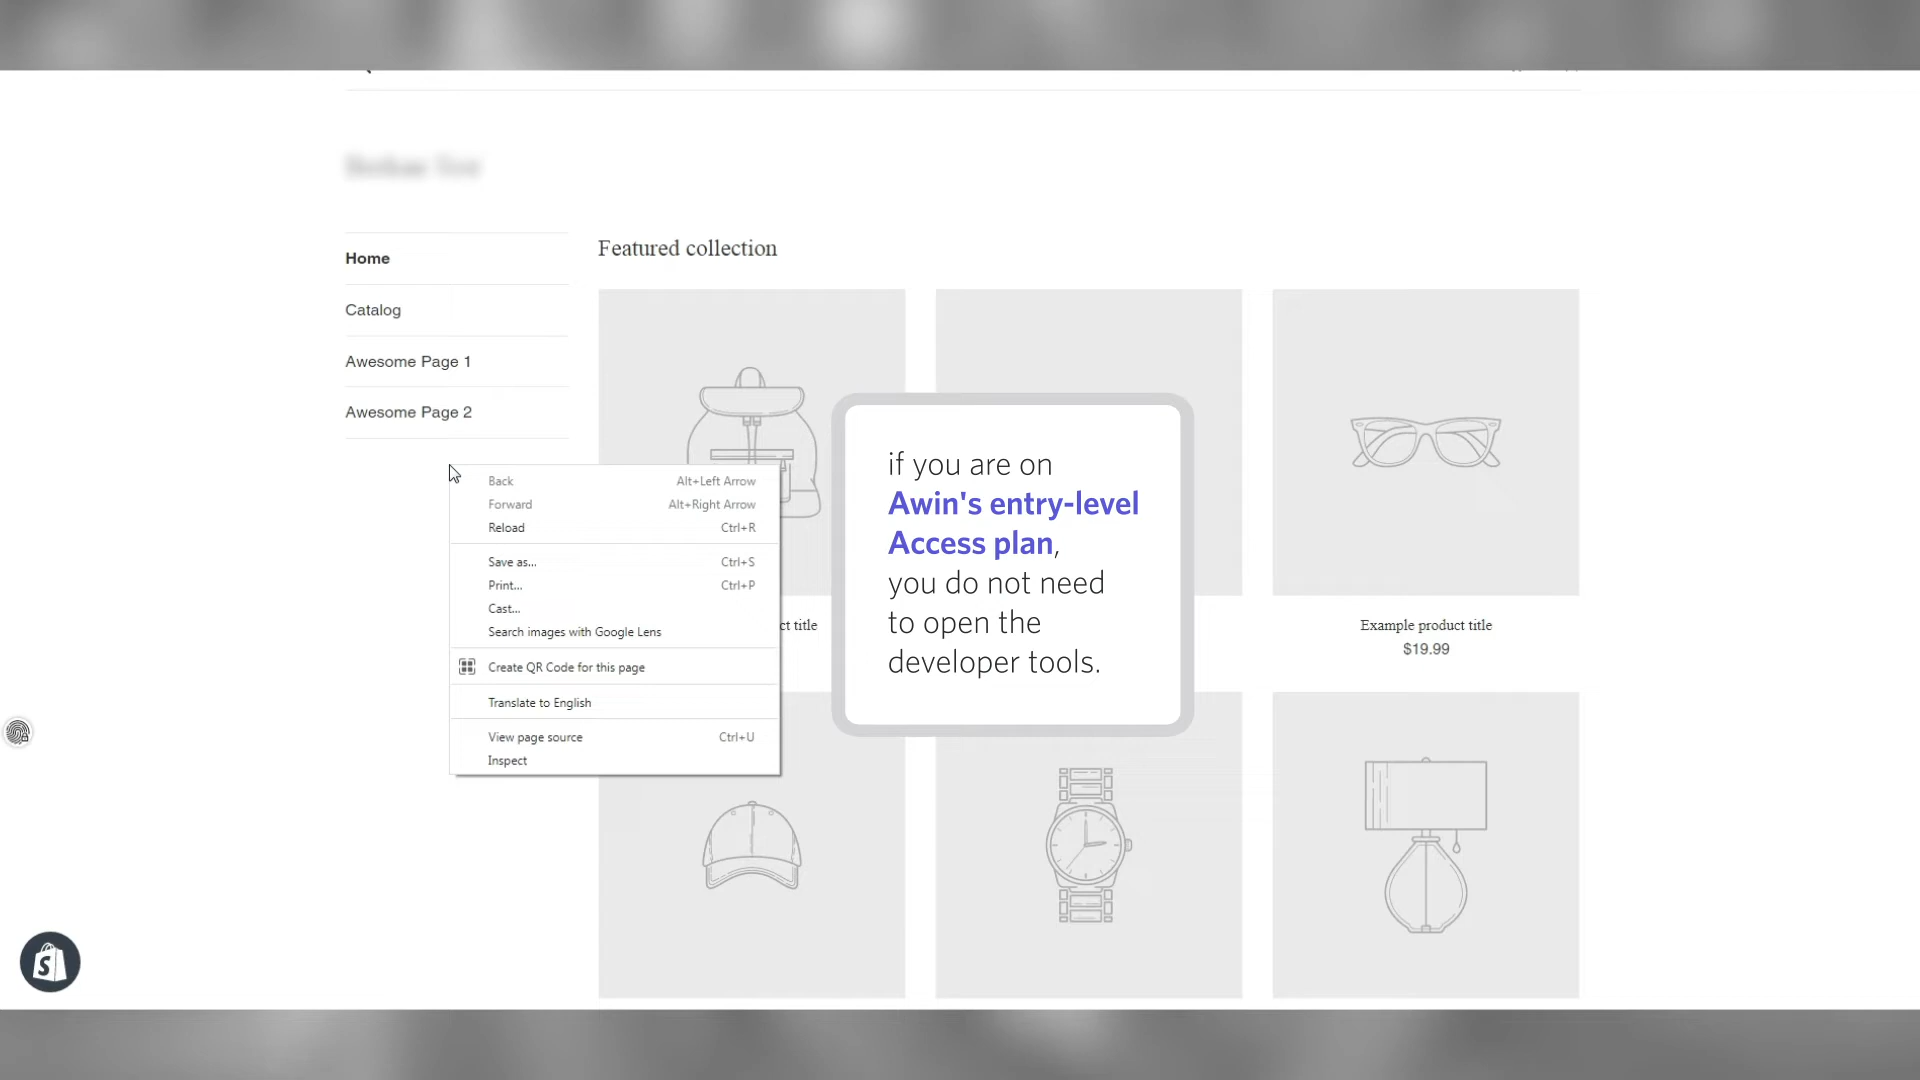 Home
Catalog
Awesome Page 1
Awesome Page 2
Featured collection
Back Alt+Left Arrow
Forward Alt+Right Arrow
Reload Ctrl+R
Save as... Ctrl+S
Print... Ctrl+P
Cast...
Search images with Google Lens
Create QR Code for this page
Translate to English
View page source Ctrl+U
Inspect
if you are on
Awin's entry-level
Access plan,
you do not need
to open the
developer tools.
title
Example product title
$19.99